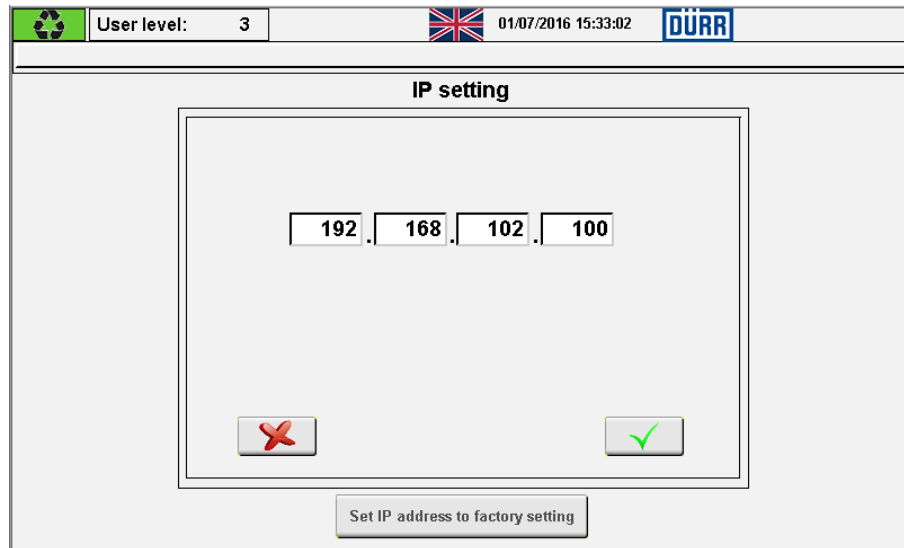 User level: 3 01/07/2016 15:33:02 DÜRR
IP setting
192.168.102.100
Set IP address to factory setting